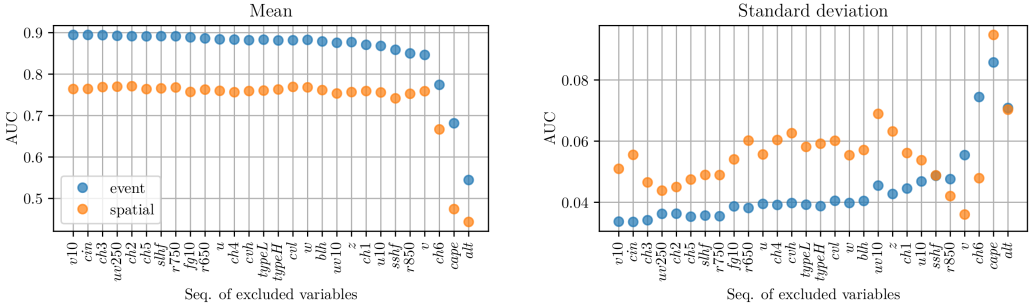 Mean
AUC
0.9
0.8
0.7
0.6
0.5
event
spatial
v10
cin
ch3
uv250
ch2
ch5
slhf
r750
fg10
r650
u
ch4
cvh
typeL
typeH
cvl
w
blh
uv10
z
ch1
u10
sshf
r850
v
ch6
cape
alt
Seq. of excluded variables
Standard deviation
AUC
0.08
0.06
0.04
v10
cin
ch3
uv250
ch2
ch5
slhf
r750
fg10
r650
u
ch4
cvh
typeL
typeH
cvl
w
blh
uv10
z
ch1
u10
sshf
r850
v
ch6
cape
alt
Seq. of excluded variables